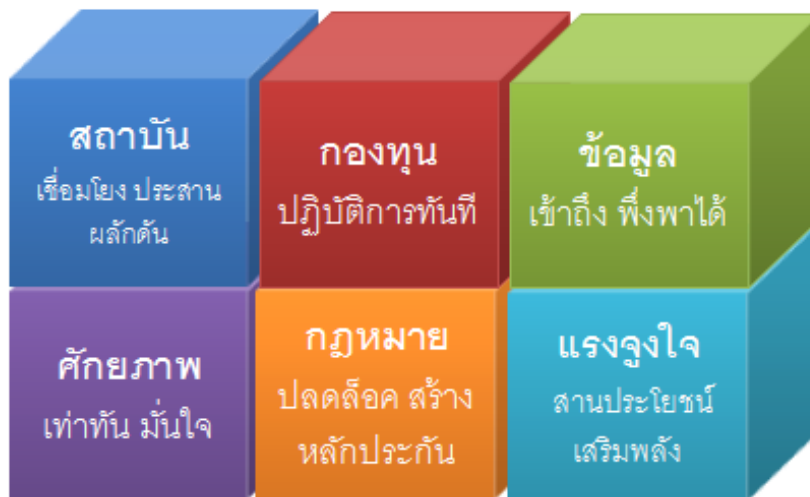 สถาบัน
เชื่อมโยง ประสาน
ผลักดัน
กองทุน
ปฏิบัติการทันที
ข้อมูล
เข้าถึง พึ่งพาได้
ศักยภาพ
เท่าทัน มั่นใจ
กฎหมาย
ปลดล็อค สร้าง
หลักประกัน
แรงจูงใจ
สานประโยชน์
เสริมพลัง